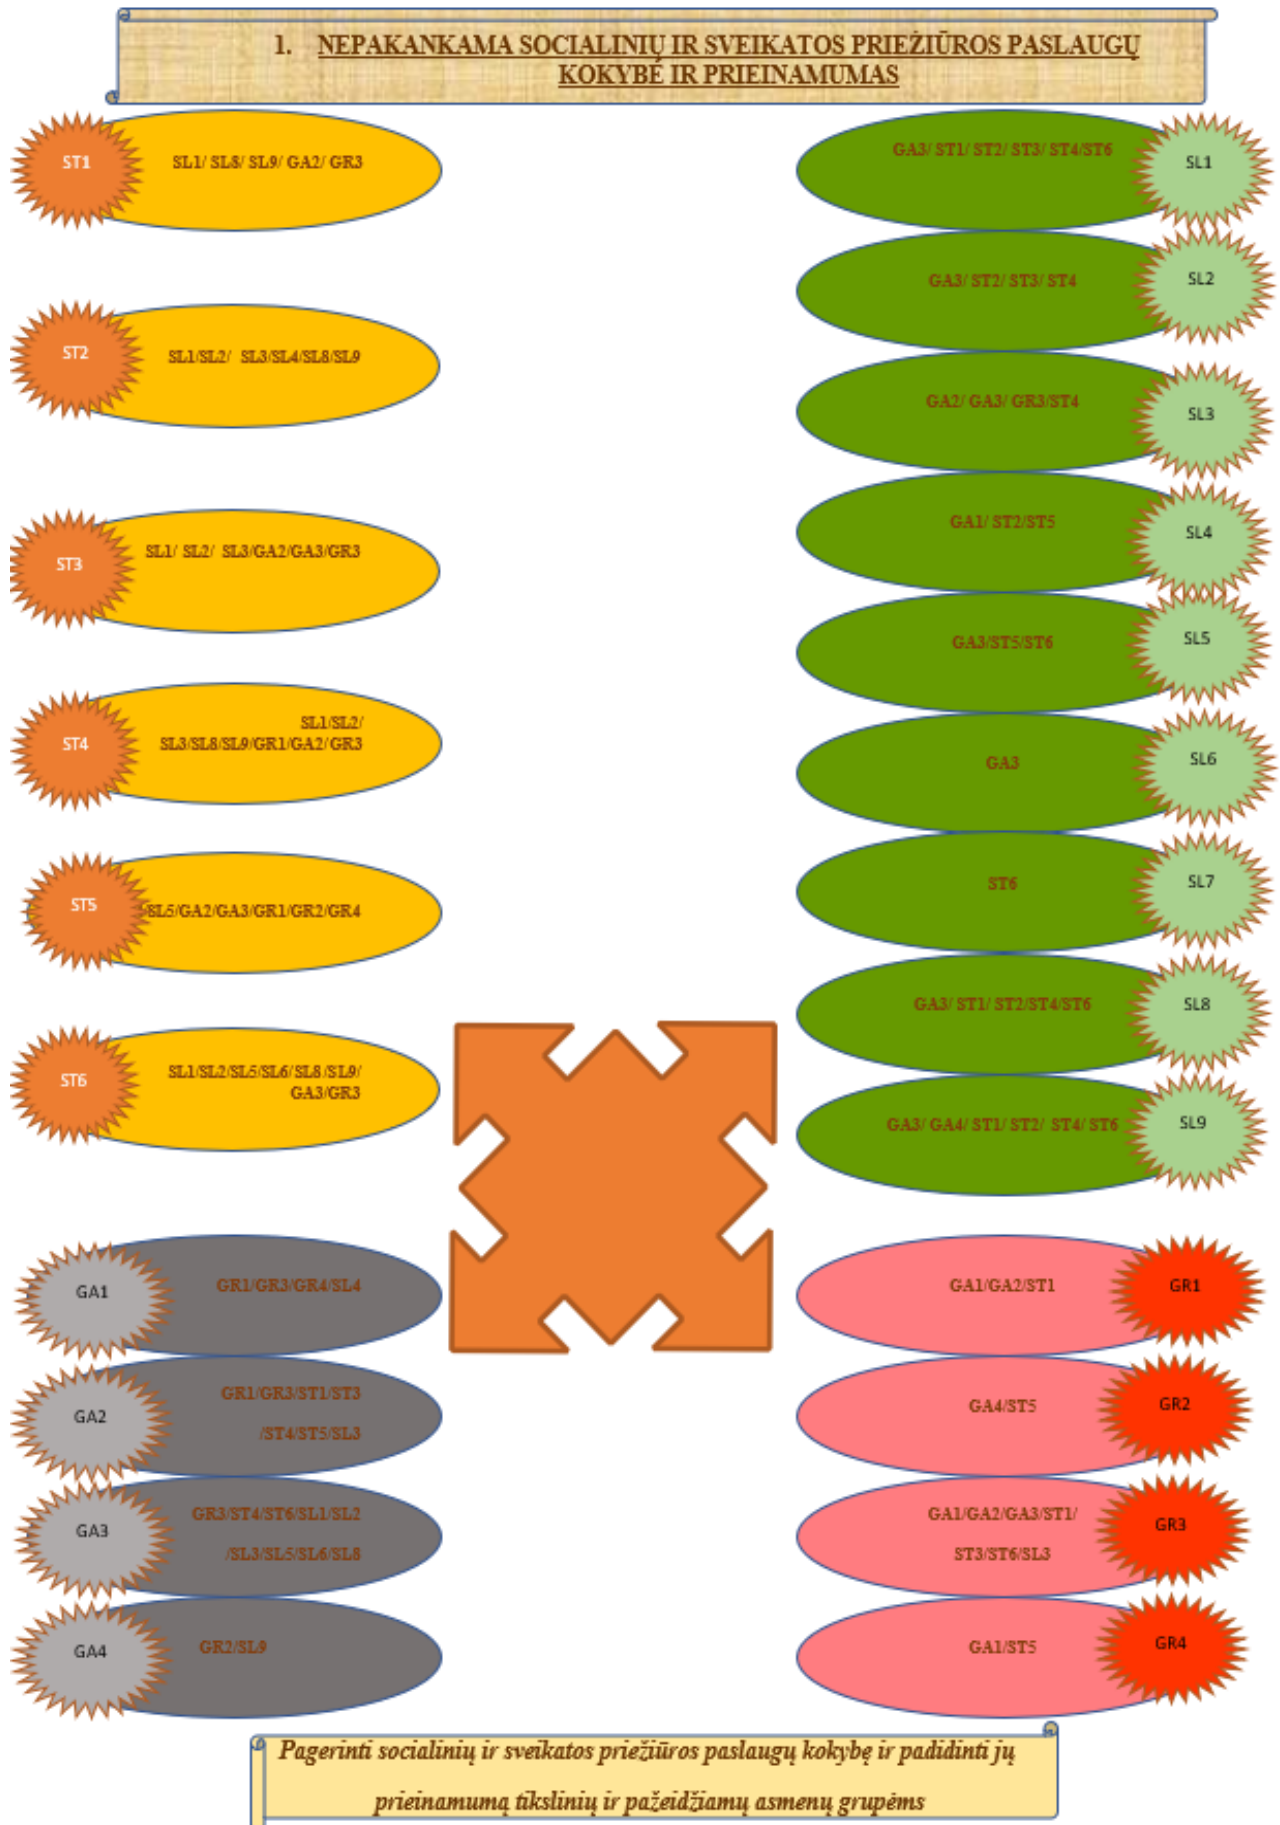 1. NEPAKANKAMA SOCIALINIŲ IR SVEIKATOS PRIEŽIŪROS PASLAUGŲ
KOKYBĖ IR PRIEINAMUMAS
ST1
SL1/ SL8/ SL9/ GA2/ GR3
ST2
SL1/SL2/ SL3/SL4/SL8/SL9
ST3
SL1/ SL2/ SL3/GA2/GA3/GR3
ST4
SL1/SL2/
SL3/SL8/SL9/GR1/GA2/GR3
ST5
SL5/GA2/GA3/GR1/GR2/GR4
ST6
SL1/SL2/SL5/SL6/SL8/SL9/
GA3/GR3
GA3/ ST1/ ST2/ ST3/ ST4/ST6
SL1
GA3/ ST2/ ST3/ ST4
SL2
GA2/ GA3/ GR3/ST4
SL3
GA1/ ST2/ST5
SL4
GA3/ST5/ST6
SL5
GA3
SL6
ST6
SL7
GA3/ ST1/ ST2/ST4/ST6
SL8
GA3/ GA4/ ST1/ ST2/ ST4/ ST6
SL9
GA1
GR1/GR3/GR4/SL4
GA2
GR1/GR3/ST1/ST3
/ST4/ST5/SL3
GA3
GR3/ST4/ST6/SL1/SL2
/SL3/SL5/SL6/SL8
GA4
GR2/SL9
GA1/GA2/ST1
GR1
GA4/ST5
GR2
GA1/GA2/GA3/ST1/
ST3/ST6/SL3
GR3
GA1/ST5
GR4
Pagerinti socialinių ir sveikatos priežiūros paslaugų kokybę ir padidinti jų
prieinamumą tikslinių ir pažeidžiamų asmenų grupėms